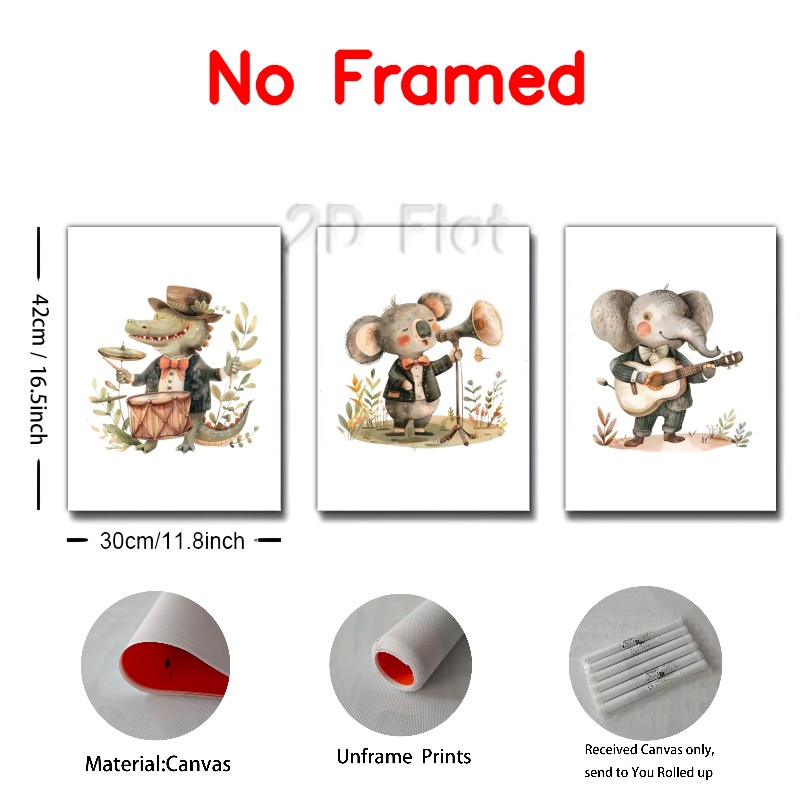 No Framed
2D Flat
42cm / 16.5inch
30cm/11.8inch
Material:Canvas
Unframe Prints
Received Canvas only,
send to You Rolled up